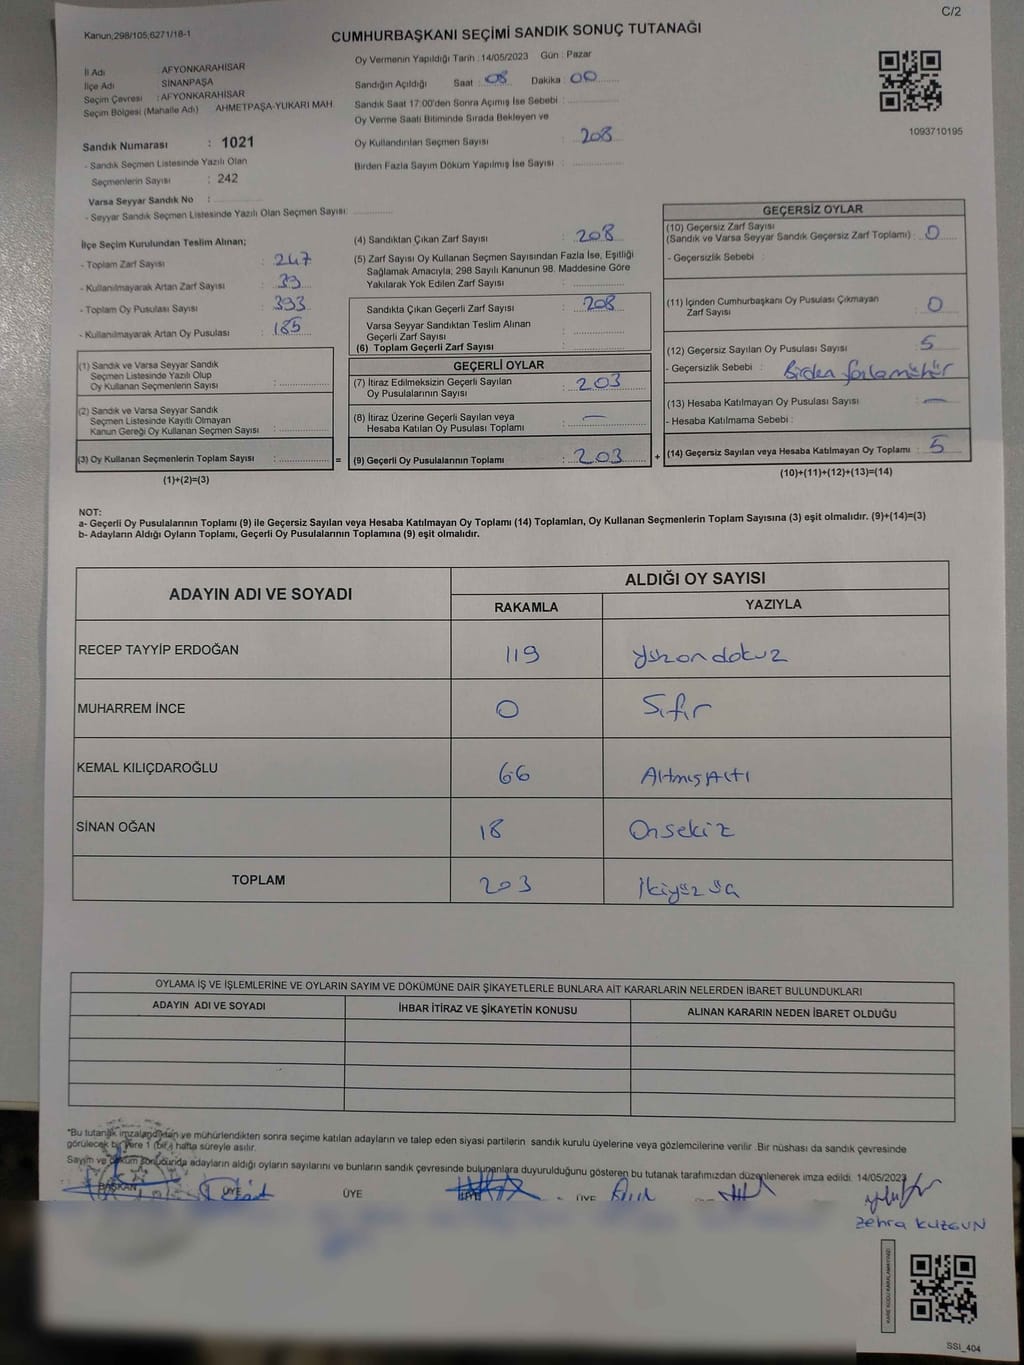 C/2
Kanun,298/105,6271/18-1
CUMHURBAŞKANI SEÇİMİ SANDIK SONUÇ TUTANAĞI
İl Adı : AFYONKARAHİSAR
İlçe Adı SİNANPAŞA
Seçim Çevresi : AFYONKARAHİSAR
Seçim Bölgesi (Mahalle Adı) AHMETPAŞA-YUKARI MAH.
Sandık Numarası : 1021
- Sandık Seçmen Listesinde Yazılı Olan
Seçmenlerin Sayısı : 242
Varsa Seyyar Sandık No :
- Seyyar Sandık Seçmen Listesinde Yazılı Olan Seçmen Sayısı:
Oy Vermenin Yapıldığı Tarih : 14/05/2023 Gün : Pazar
Sandığın Açıldığı Saat : 08 Dakika : 00
Sandık Saat 17:00'den Sonra Açımış İse Sebebi :
Oy Verme Saati Bitiminde Sırada Bekleyen ve
Oy Kullandırılan Seçmen Sayısı : 208
Birden Fazla Sayım Döküm Yapılmış İse Sayısı :
1093710195
İlçe Seçim Kurulundan Teslim Alınan;
- Toplam Zarf Sayısı : 247
- Kullanılmayarak Artan Zarf Sayısı : 39
- Toplam Oy Pusulası Sayısı : 393
- Kullanılmayarak Artan Oy Pusulası : 185
(1) Sandık ve Varsa Seyyar Sandık
Seçmen Listesinde Yazılı Olup
Oy Kullanan Seçmenlerin Sayısı :
(2) Sandık ve Varsa Seyyar Sandık
Seçmen Listesinde Kayıtlı Olmayan
Kanun Gereği Oy Kullanan Seçmen Sayısı :
(3) Oy Kullanan Seçmenlerin Toplam Sayısı : =
(1)+(2)=(3)
(4) Sandıktan Çıkan Zarf Sayısı : 208
(5) Zarf Sayısı Oy Kullanan Seçmen Sayısından Fazla İse, Eşitliği
Sağlamak Amacıyla, 298 Sayılı Kanunun 98. Maddesine Göre
Yakılarak Yok Edilen Zarf Sayısı :
Sandıkta Çıkan Geçerli Zarf Sayısı : 208
Varsa Seyyar Sandıktan Teslim Alınan
Geçerli Zarf Sayısı :
(6) Toplam Geçerli Zarf Sayısı :
GEÇERLİ OYLAR
(7) İtiraz Edilmeksizin Geçerli Sayılan
Oy Pusulalarının Sayısı : 203
(8) İtiraz Üzerine Geçerli Sayılan veya
Hesaba Katılan Oy Pusulası Toplamı : —
(9) Geçerli Oy Pusulalarının Toplamı : 203 +
GEÇERSİZ OYLAR
(10) Geçersiz Zarf Sayısı
(Sandık ve Varsa Seyyar Sandık Geçersiz Zarf Toplamı) : 0
- Geçersizlik Sebebi :
(11) İçinden Cumhurbaşkanı Oy Pusulası Çıkmayan
Zarf Sayısı : 0
(12) Geçersiz Sayılan Oy Pusulası Sayısı : 5
- Geçersizlik Sebebi : Birden
(13) Hesaba Katılmayan Oy Pusulası Sayısı : —
- Hesaba Katılmama Sebebi :
(14) Geçersiz Sayılan veya Hesaba Katılmayan Oy Toplamı : 5
(10)+(11)+(12)+(13)=(14)
NOT:
a- Geçerli Oy Pusulalarının Toplamı (9) ile Geçersiz Sayılan veya Hesaba Katılmayan Oy Toplamı (14) Toplamları, Oy Kullanan Seçmenlerin Toplam Sayısına (3) eşit olmalıdır. (9)+(14)=(3)
b- Adayların Aldığı Oyların Toplamı, Geçerli Oy Pusulalarının Toplamına (9) eşit olmalıdır.
ADAYIN ADI VE SOYADI
ALDIĞI OY SAYISI
RAKAMLA YAZIYLA
RECEP TAYYİP ERDOĞAN 119 yüzon dokuz
MUHARREM İNCE 0 Sıfır
KEMAL KILIÇDAROĞLU 66 Altmışaltı
SİNAN OĞAN 18 Onsekiz
TOPLAM 203 ikiyüz üç
OYLAMA İŞ VE İŞLEMLERİNE VE OYLARIN SAYIM VE DÖKÜMÜNE DAİR ŞİKAYETLERLE BUNLARA AİT KARARLARIN NELERDEN İBARET BULUNDUKLARI
ADAYIN ADI VE SOYADI İHBAR İTİRAZ VE ŞİKAYETİN KONUSU ALINAN KARARIN NEDEN İBARET OLDUĞU
"Bu tutanak imzalandıktan ve mühürlendikten sonra seçime katılan adayların ve talep eden siyasi partilerin sandık kurulu üyelerine veya gözlemcilerine verilir. Bir nüshası da sandık çevresinde
görülecek bir yere 1 (bir) hafta süreyle asılır.
Sayım ve döküm sonucunda adayların aldığı oyların sayılarını ve bunların sandık çevresinde bulunanlara duyurulduğunu gösteren bu tutanak tarafımızdan düzenlenerek imza edildi. 14/05/2023
BAŞKAN ÜYE ÜYE ÜYE ÜYE
Zehra KUZGUN
SSI_404